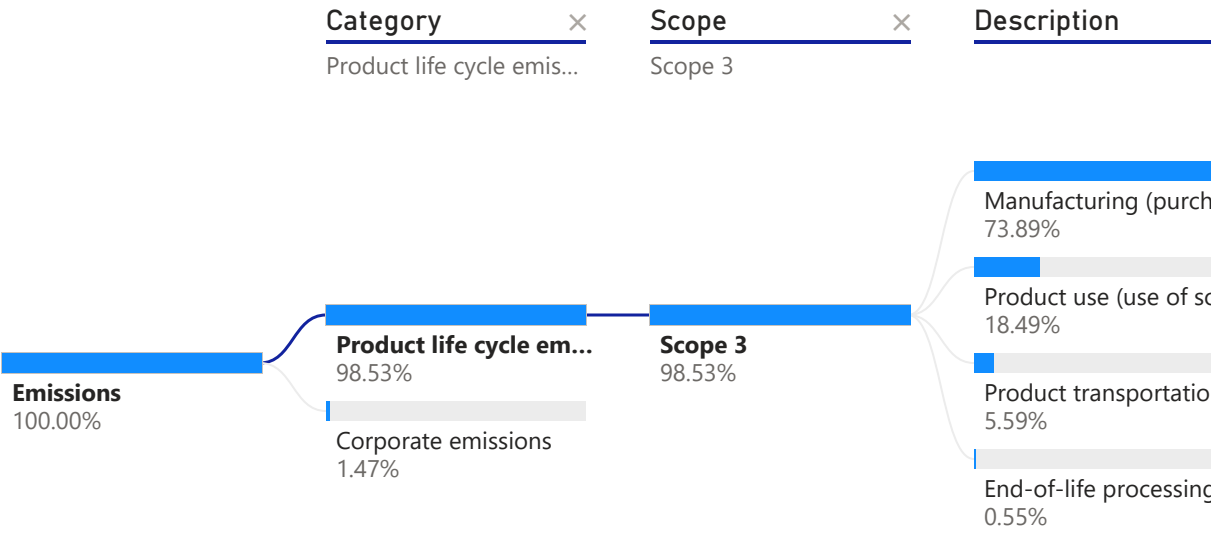 Category
Scope
Description
Product life cycle emis...
Scope 3
Manufacturing (purch
73.89%
Product use (use of
18.49%
Product life cycle em...
98.53%
Scope 3
98.53%
Emissions
100.00%
Product transportatio
5.59%
Corporate emissions
1.47%
End-of-life processing
0.55%